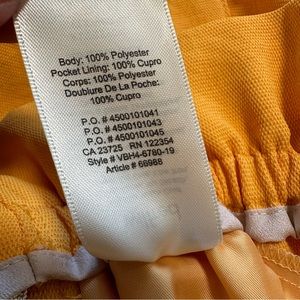 Body: 100% Polyester
Pocket Lining: 100% Cupro
Corps: 100% Polyester
Doublure De La Poche:
100% Cupro
P.O. # 4500101041
P.O. # 4500101043
P.O. # 4500101045
CA 23725 RN 122354
Style # VBH4-6780-19
Article # 66968